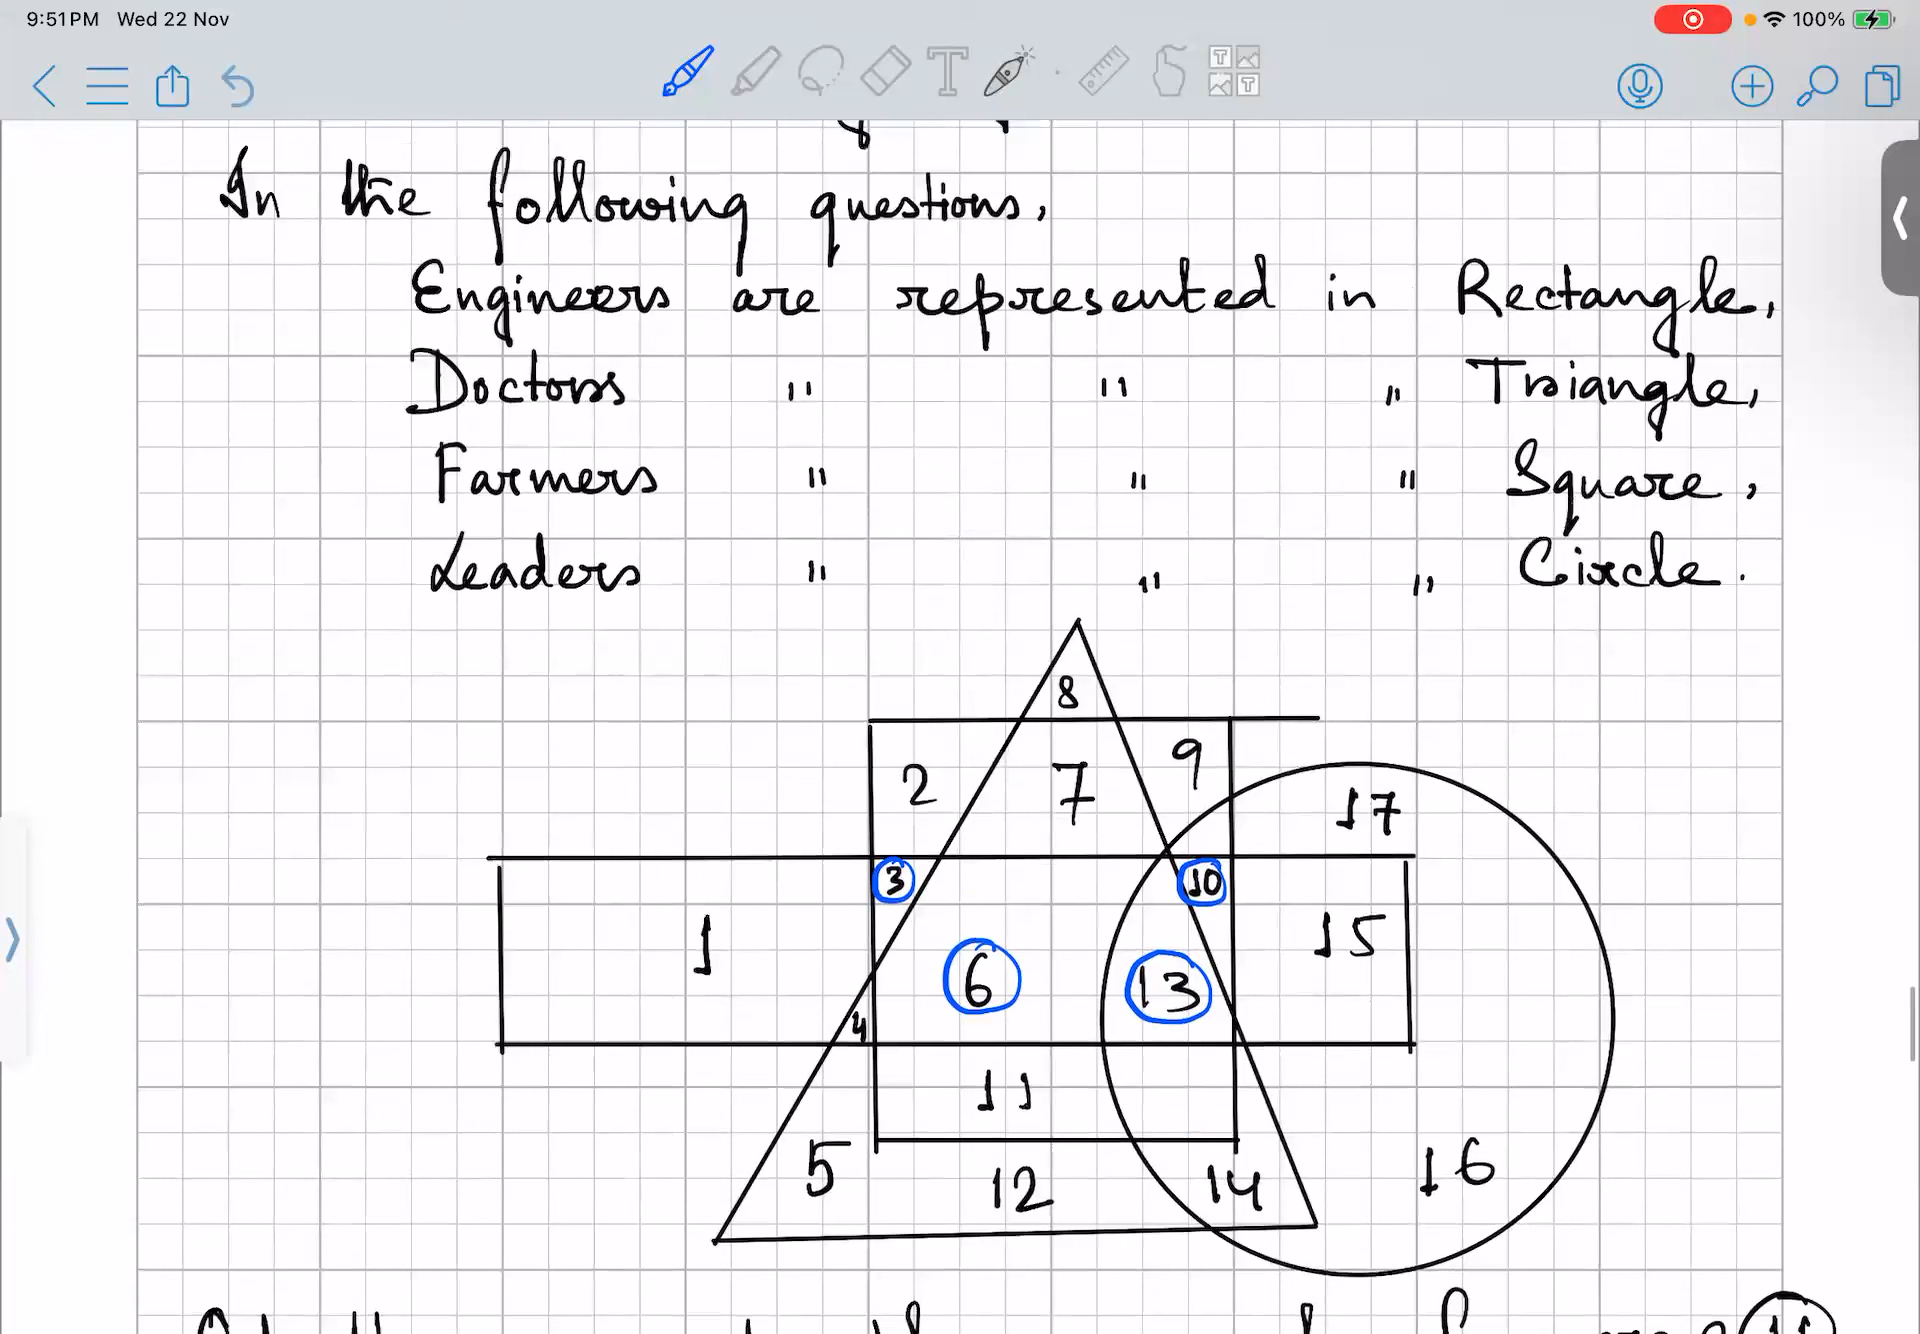 9:51 PM Wed 22 Nov 100%
In the following questions,
Engineers are represented in Rectangle,
Doctors " " " Triangle,
Farmers " " " Square,
Leaders " " " Circle.
8
2 7 9 17
3 10
1 6 13 15
4
11
5 12 14 16